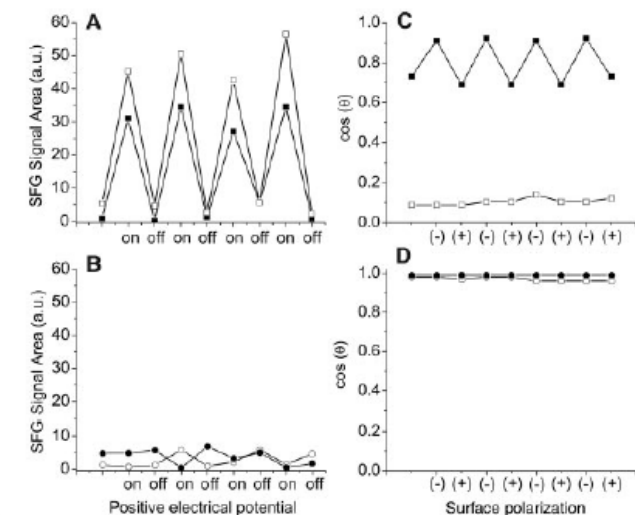 A
SFG Signal Area (a.u.)
60
50
40
30
20
10
0
on off on off on off on off
B
SFG Signal Area (a.u.)
60
50
40
30
20
10
0
on off on off on off on off
Positive electrical potential
C
cos (θ)
1.0
0.8
0.6
0.4
0.2
0.0
(-) (+) (-) (+) (-) (+) (-) (+)
D
cos (θ)
1.0
0.8
0.6
0.4
0.2
0.0
(-) (+) (-) (+) (-) (+) (-) (+)
Surface polarization